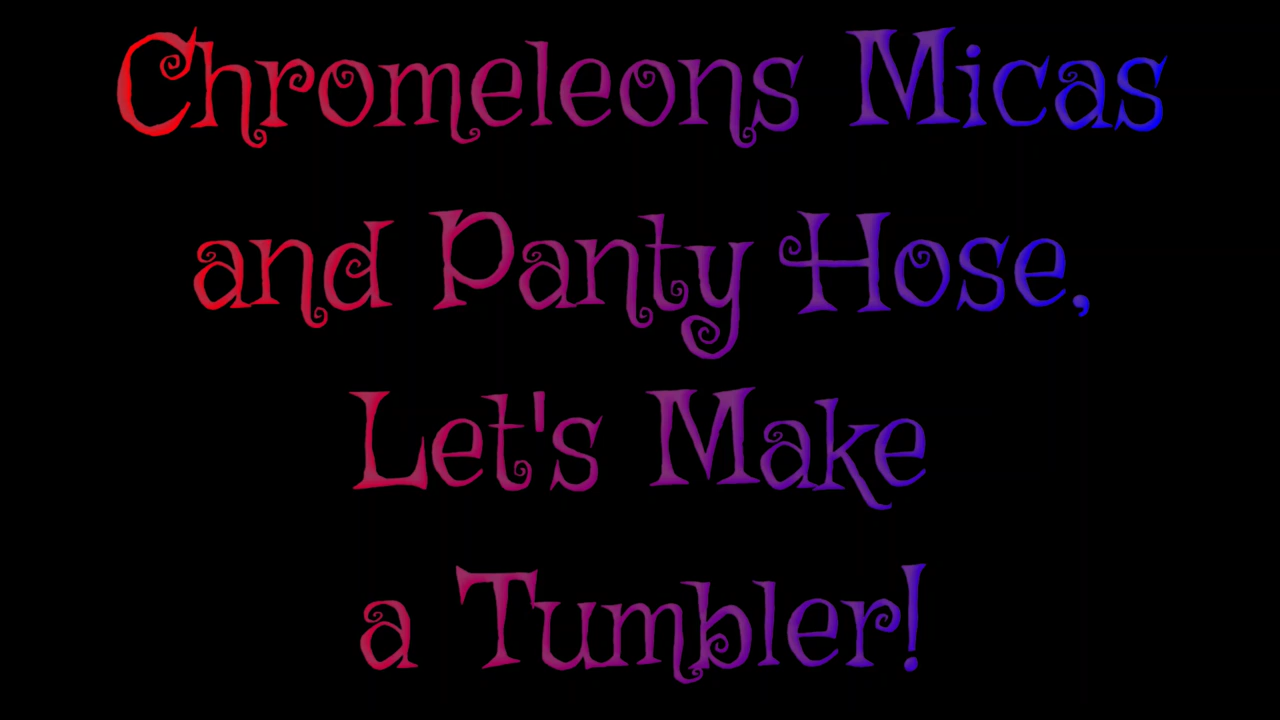 Chromeleons Micas
and Panty Hose,
Let's Make
a Tumbler!